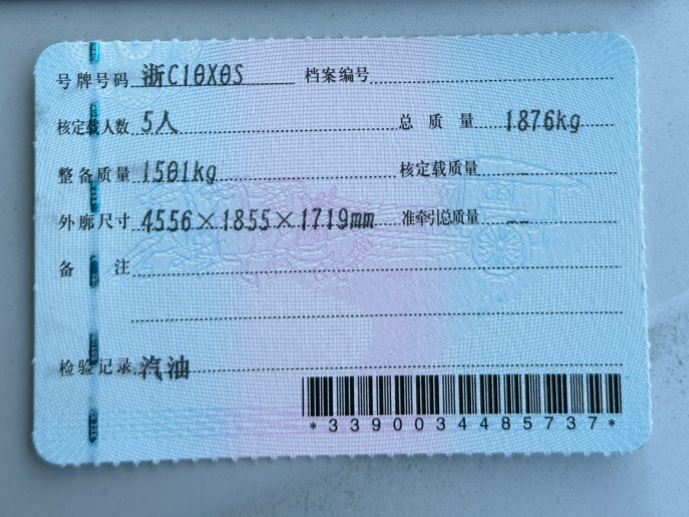 号牌号码 浙C10X0S 档案编号
核定载人数 5人 总质量 1876kg
整备质量 1501kg 核定载质量 --
外廓尺寸 4556×1855×1719mm 准牵引总质量 --
备注
检验记录 汽油
*3390034485737*